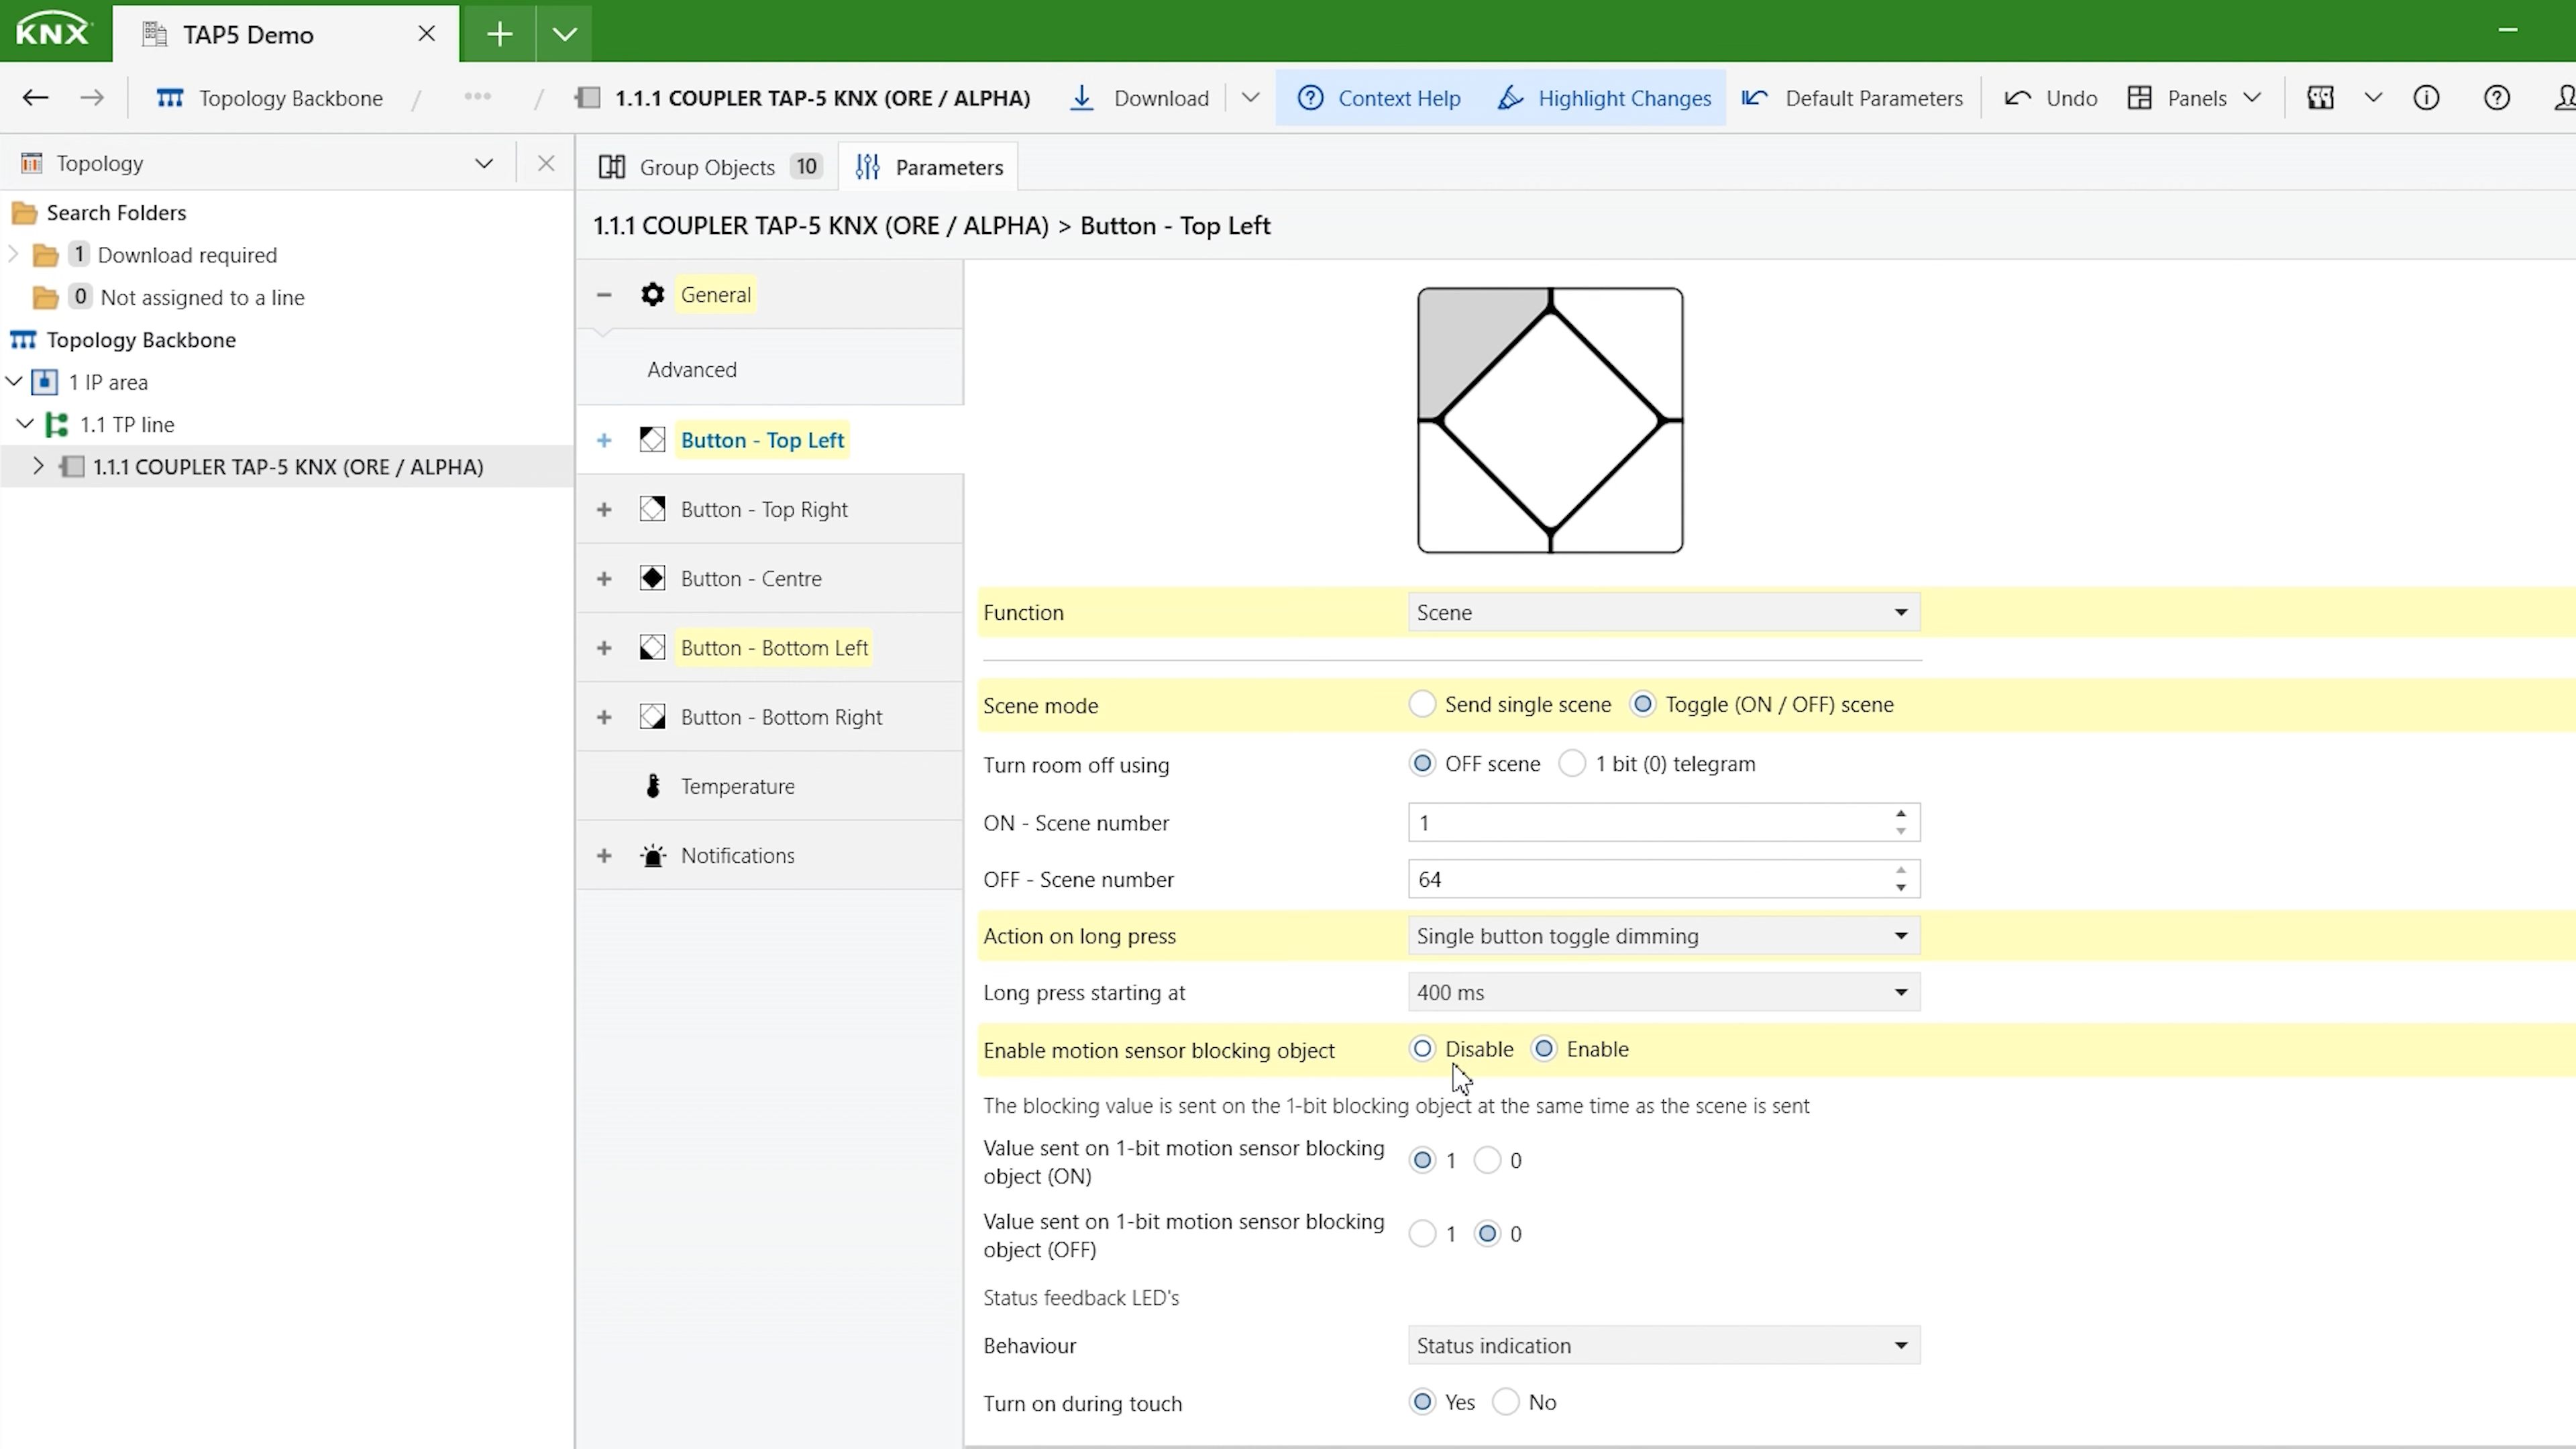 KNX
TAP5 Demo
Topology Backbone / ••• / 1.1.1 COUPLER TAP-5 KNX (ORE / ALPHA)
Download
Context Help
Highlight Changes
Default Parameters
Undo
Panels
Topology
Search Folders
1 Download required
0 Not assigned to a line
Topology Backbone
1 IP area
1.1 TP line
1.1.1 COUPLER TAP-5 KNX (ORE / ALPHA)
Group Objects 10
Parameters
1.1.1 COUPLER TAP-5 KNX (ORE / ALPHA) > Button - Top Left
General
Advanced
Button - Top Left
Button - Top Right
Button - Centre
Button - Bottom Left
Button - Bottom Right
Temperature
Notifications
Function Scene
Scene mode Send single scene Toggle (ON / OFF) scene
Turn room off using OFF scene 1 bit (0) telegram
ON - Scene number 1
OFF - Scene number 64
Action on long press Single button toggle dimming
Long press starting at 400 ms
Enable motion sensor blocking object Disable Enable
The blocking value is sent on the 1-bit blocking object at the same time as the scene is sent
Value sent on 1-bit motion sensor blocking
object (ON) 1 0
Value sent on 1-bit motion sensor blocking
object (OFF) 1 0
Status feedback LED's
Behaviour Status indication
Turn on during touch Yes No